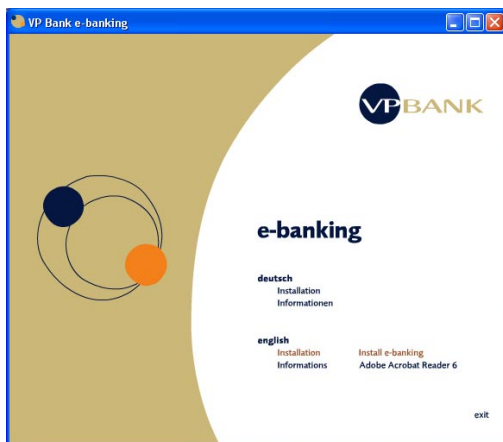 VP Bank e-banking
VPBANK
e-banking
deutsch
Installation
Informationen
english
Installation Install e-banking
Informations Adobe Acrobat Reader 6
exit